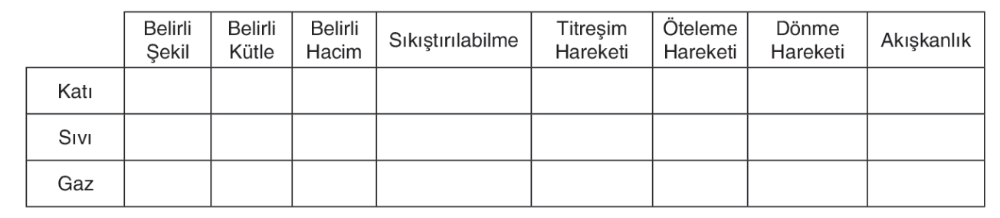 Belirli Şekil
Belirli Kütle
Belirli Hacim
Sıkıştırılabilme
Titreşim Hareketi
Öteleme Hareketi
Dönme Hareketi
Akışkanlık
Katı
Sıvı
Gaz